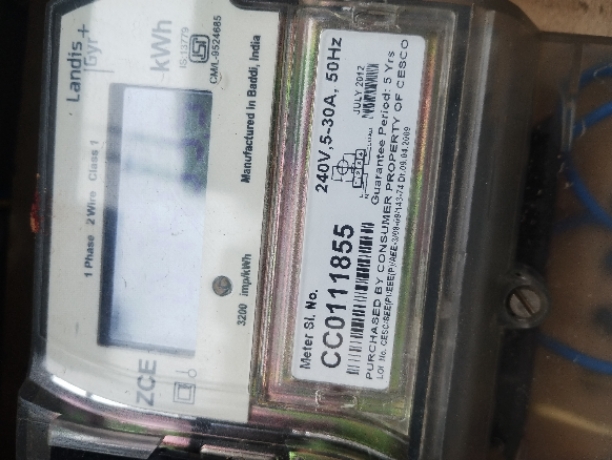 Landis
Gyr+
kWh
IS:13779
CM/L-9524685
1 Phase 2 Wire Class 1
Manufactured in Baddi, India
3200 imp/kWh
ZCE
240V,5-30A, 50Hz
JULY 2012
Meter Sl. No.
CC0111855
Guarantee Period: 5 Yrs
PURCHASED BY CONSUMER PROPERTY OF CESCO